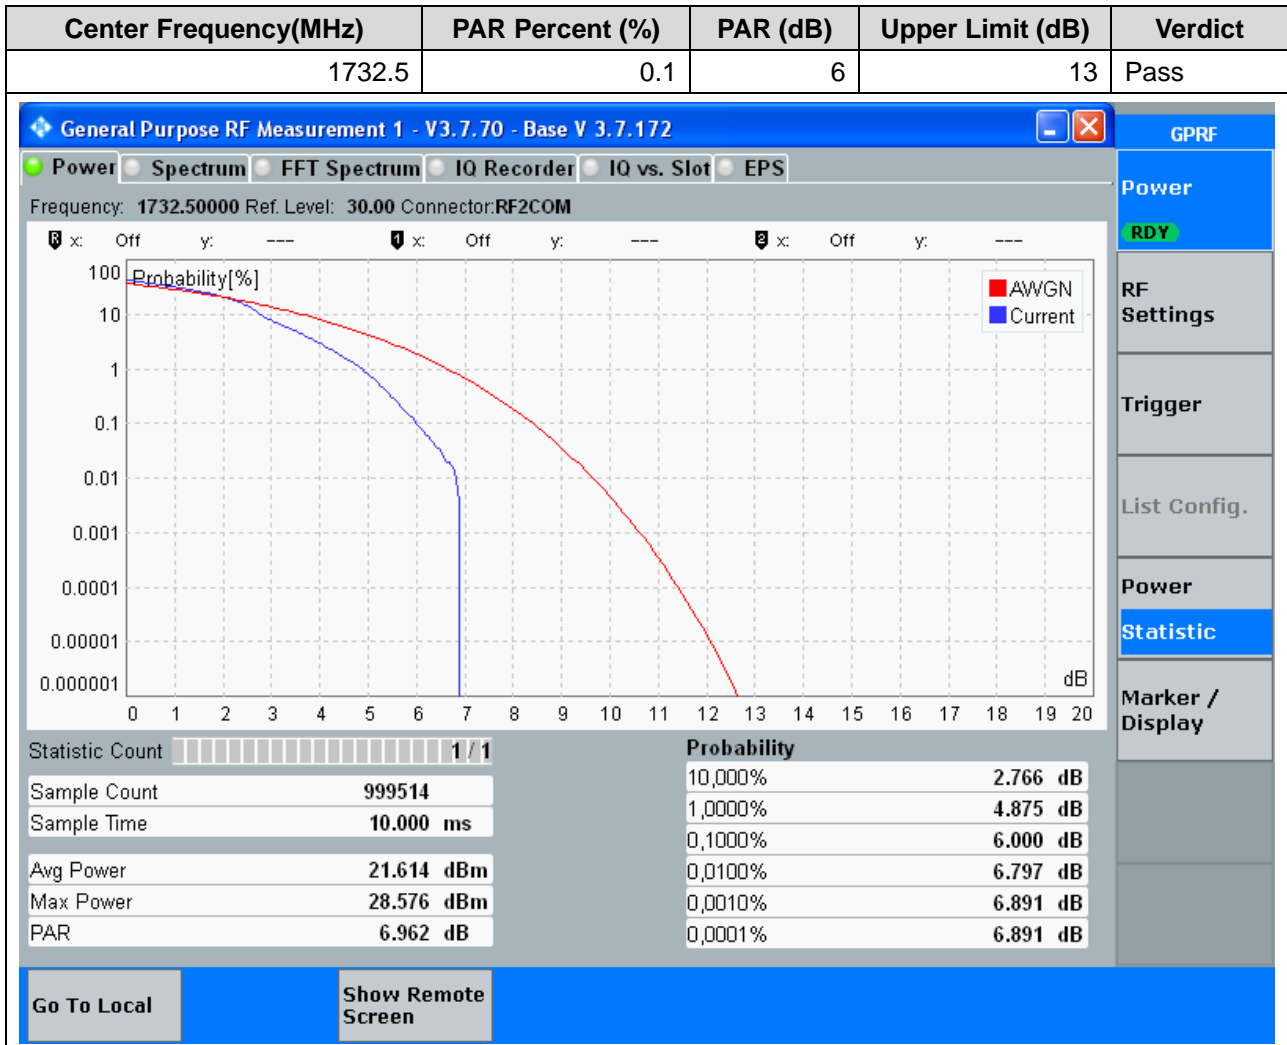 Center Frequency(MHz) PAR Percent (%) PAR (dB) Upper Limit (dB) Verdict
1732.5 0.1 6 13 Pass
General Purpose RF Measurement 1 - V3.7.70 - Base V 3.7.172
GPRF
Power Spectrum FFT Spectrum IQ Recorder IQ vs. Slot EPS
Frequency: 1732.50000 Ref. Level: 30.00 Connector:RF2COM
R x: Off y: --- 1 x: Off y: --- 2 x: Off y: ---
Probability[%]
AWGN
Current
100
10
1
0.1
0.01
0.001
0.0001
0.00001
0.000001
dB
0 1 2 3 4 5 6 7 8 9 10 11 12 13 14 15 16 17 18 19 20
Statistic Count 1 / 1
Sample Count 999514
Sample Time 10.000 ms
Avg Power 21.614 dBm
Max Power 28.576 dBm
PAR 6.962 dB
Probability
10,000% 2.766 dB
1,0000% 4.875 dB
0,1000% 6.000 dB
0,0100% 6.797 dB
0,0010% 6.891 dB
0,0001% 6.891 dB
Power
RDY
RF
Settings
Trigger
List Config.
Power
Statistic
Marker /
Display
Go To Local
Show Remote
Screen